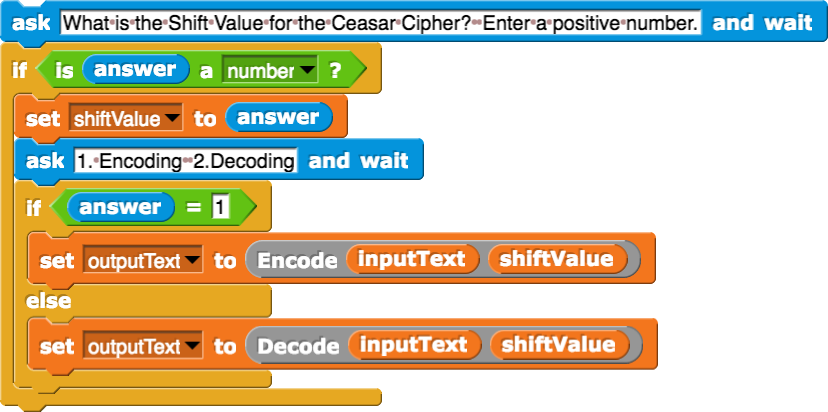 ask What is the Shift Value for the Ceasar Cipher?  Enter a positive number. and wait
if is answer a number ?
set shiftValue to answer
ask 1. Encoding  2.Decoding and wait
if answer = 1
set outputText to Encode inputText shiftValue
else
set outputText to Decode inputText shiftValue